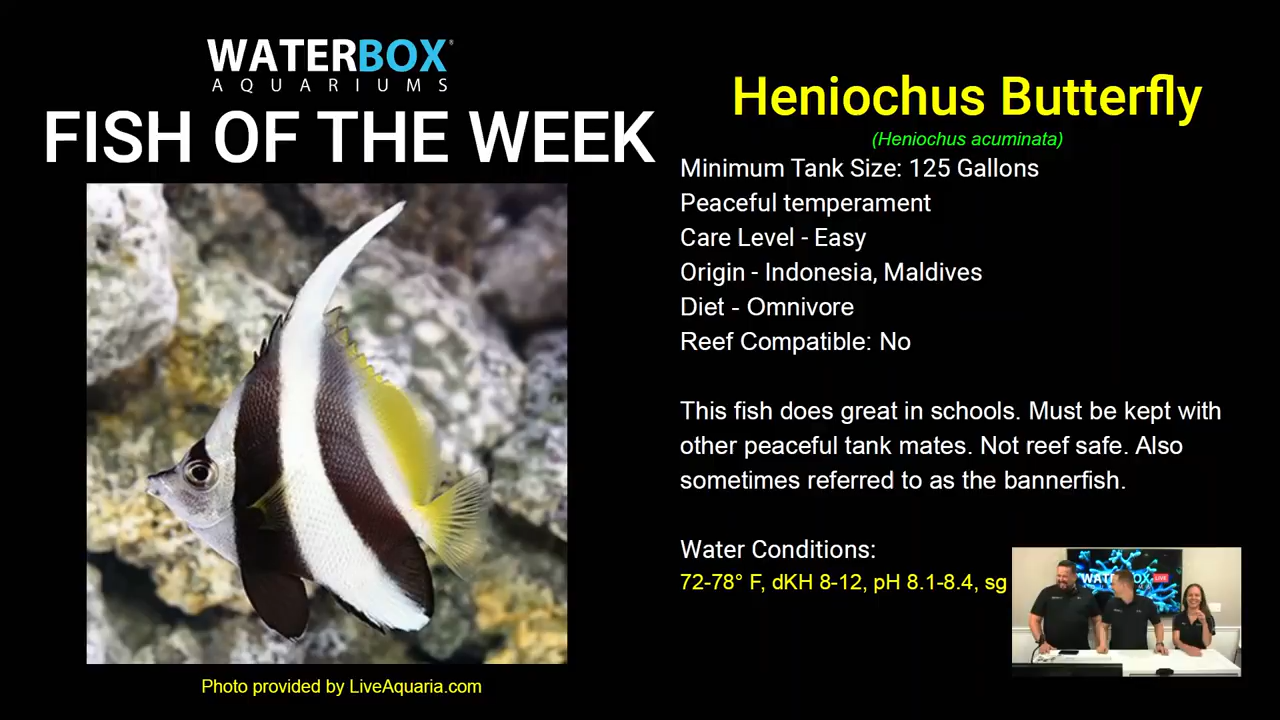 WATERBOX
AQUARIUMS
FISH OF THE WEEK
Photo provided by LiveAquaria.com
Heniochus Butterfly
(Heniochus acuminata)
Minimum Tank Size: 125 Gallons
Peaceful temperament
Care Level - Easy
Origin - Indonesia, Maldives
Diet - Omnivore
Reef Compatible: No
This fish does great in schools. Must be kept with
other peaceful tank mates. Not reef safe. Also
sometimes referred to as the bannerfish.
Water Conditions:
72-78° F, dKH 8-12, pH 8.1-8.4, sg
LIVE